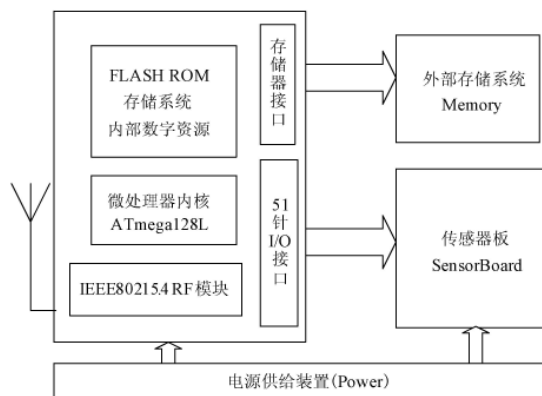 FLASH ROM
存储系统
内部数字资源
存
储
器
接
口
外部存储系统
Memory
微处理器内核
ATmega128L
51
针
I/O
接
口
传感器板
SensorBoard
IEEE80215.4 RF模块
电源供给装置(Power)